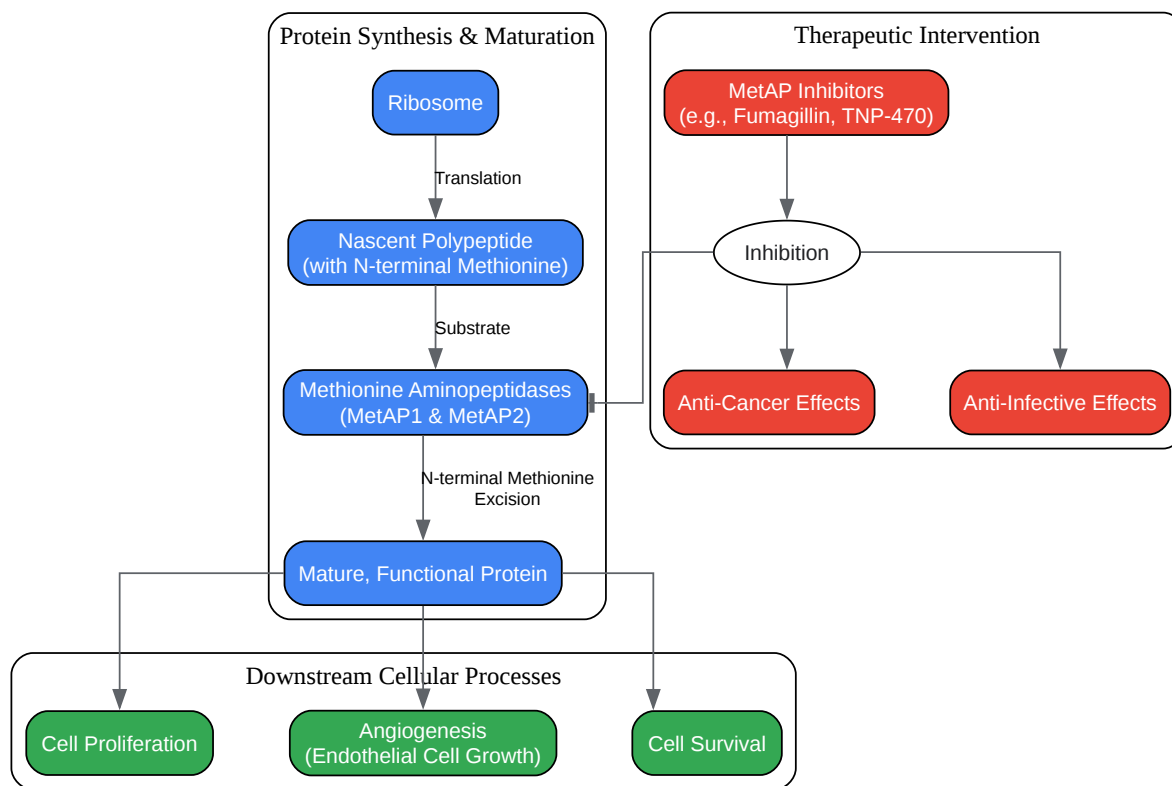 Protein Synthesis & Maturation
Ribosome
Translation
Nascent Polypeptide
(with N-terminal Methionine)
Substrate
Methionine Aminopeptidases
(MetAP1 & MetAP2)
N-terminal Methionine
Excision
Mature, Functional Protein
Therapeutic Intervention
MetAP Inhibitors
(e.g., Fumagillin, TNP-470)
Inhibition
Anti-Cancer Effects
Anti-Infective Effects
Downstream Cellular Processes
Cell Proliferation
Angiogenesis
(Endothelial Cell Growth)
Cell Survival